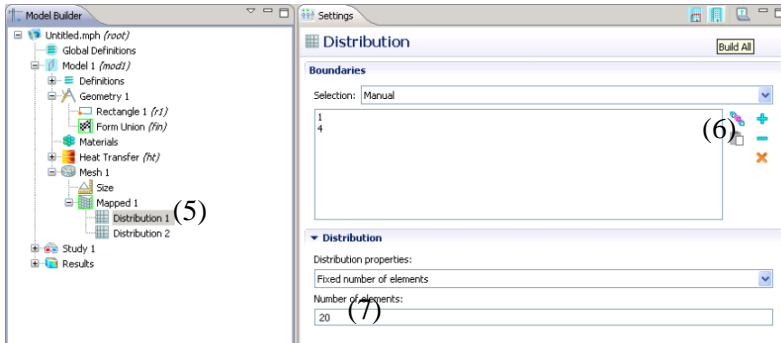 Model Builder
Untitled.mph (root)
Global Definitions
Model 1 (mod1)
Definitions
Geometry 1
Rectangle 1 (r1)
Form Union (fin)
Materials
Heat Transfer (ht)
Mesh 1
Size
Mapped 1
Distribution 1 (5)
Distribution 2
Study 1
Results
Settings
Distribution
Build All
Boundaries
Selection: Manual
1
4
(6)
Distribution
Distribution properties:
Fixed number of elements
Number of elements:
20 (7)